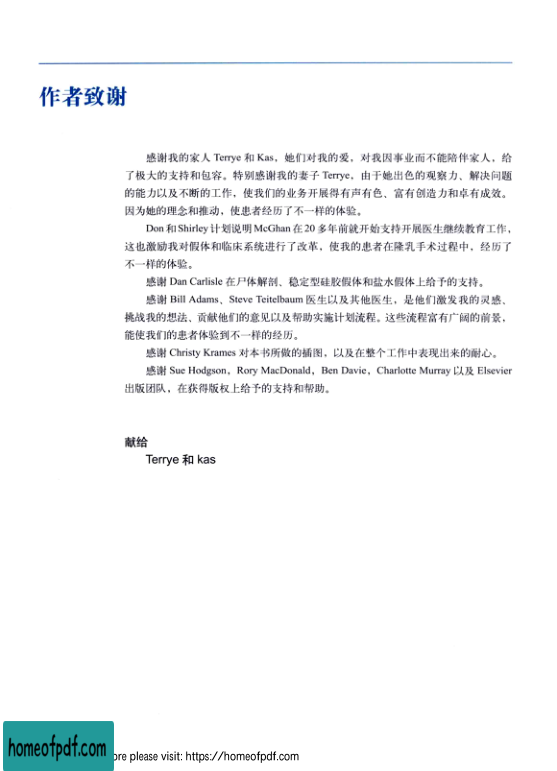 作者致谢
感谢我的家人 Terrye 和 Kas，她们对我的爱，对我因事业而不能陪伴家人，给
了极大的支持和包容。特别感谢我的妻子 Terrye，由于她出色的观察力、解决问题
的能力以及不断的工作，使我们的业务开展得有声有色、富有创造力和卓有成效。
因为她的理念和推动，使患者经历了不一样的体验。
Don 和 Shirley 计划说明 McGhan 在 20 多年前就开始支持开展医生继续教育工作，
这也激励我对假体和临床系统进行了改革，使我的患者在隆乳手术过程中，经历了
不一样的体验。
感谢 Dan Carlisle 在尸体解剖、稳定型硅胶假体和盐水假体上给予的支持。
感谢 Bill Adams、Steve Teitelbaum 医生以及其他医生，是他们激发我的灵感、
挑战我的想法、贡献他们的意见以及帮助实施计划流程。这些流程富有广阔的前景，
能使我们的患者体验到不一样的经历。
感谢 Christy Krames 对本书所做的插图，以及在整个工作中表现出来的耐心。
感谢 Sue Hodgson，Rory MacDonald，Ben Davie，Charlotte Murray 以及 Elsevier
出版团队，在获得版权上给予的支持和帮助。
献给
Terrye 和 kas
homeofpdf.com
ore please visit: https://homeofpdf.com